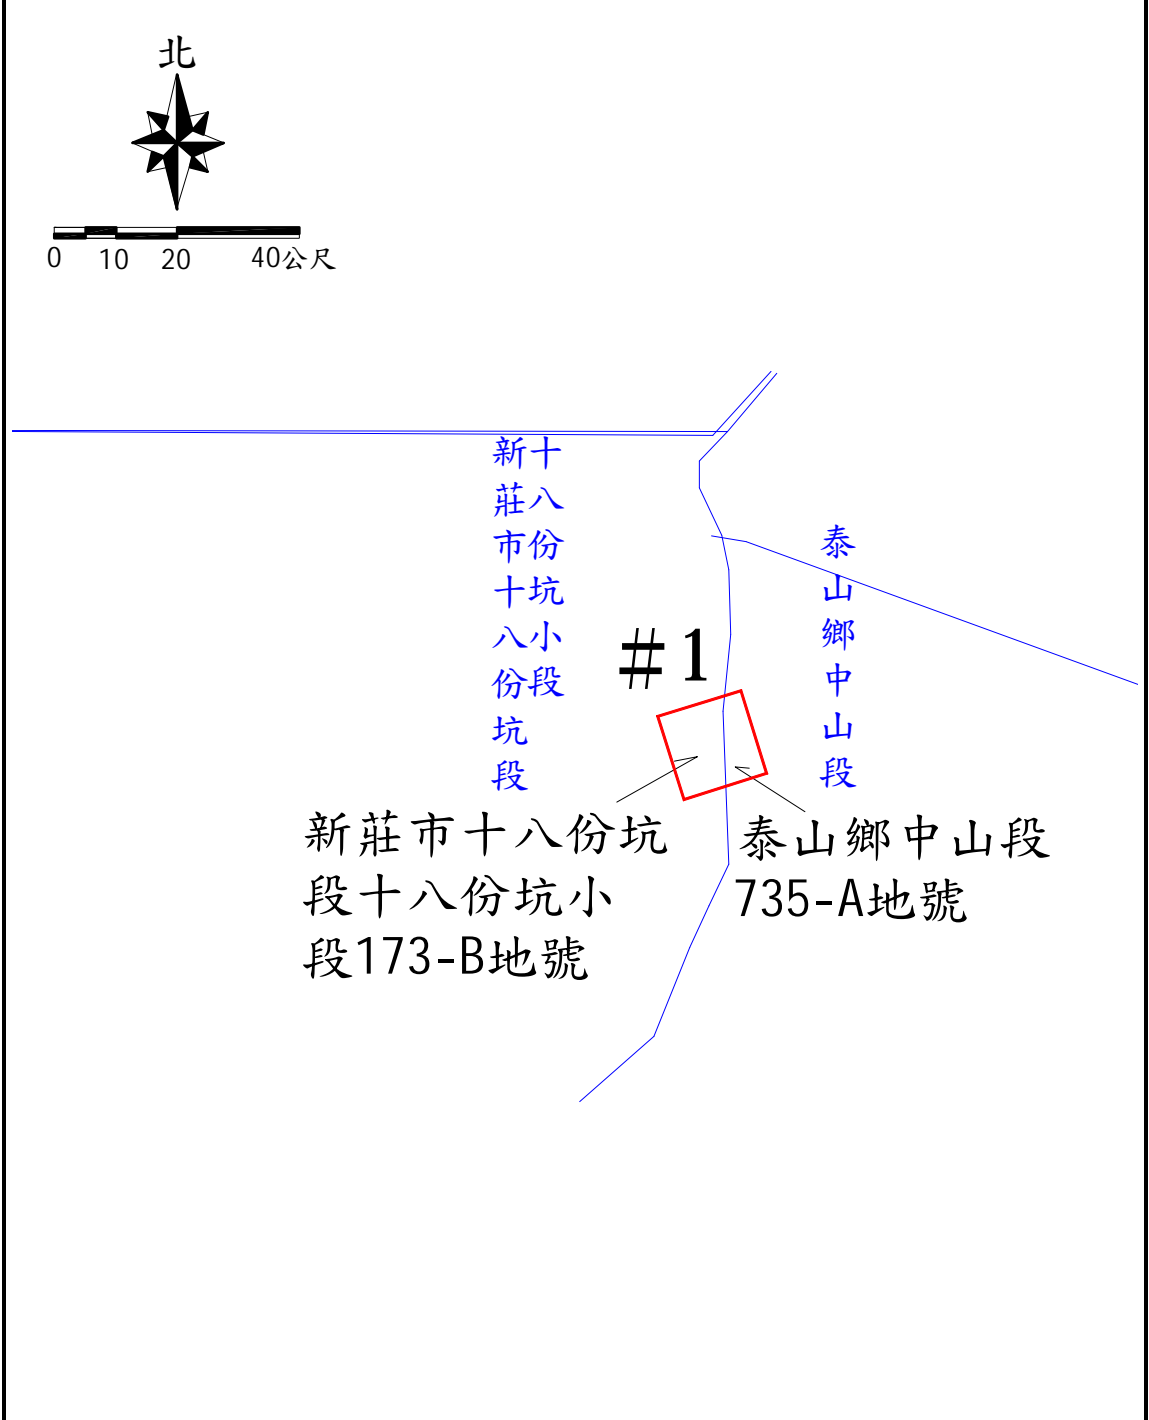 北
0 10 20 40公尺
新莊市十八份坑段
十八份坑小段
泰山鄉中山段
#1
新莊市十八份坑
段十八份坑小
段173-B地號
泰山鄉中山段
735-A地號